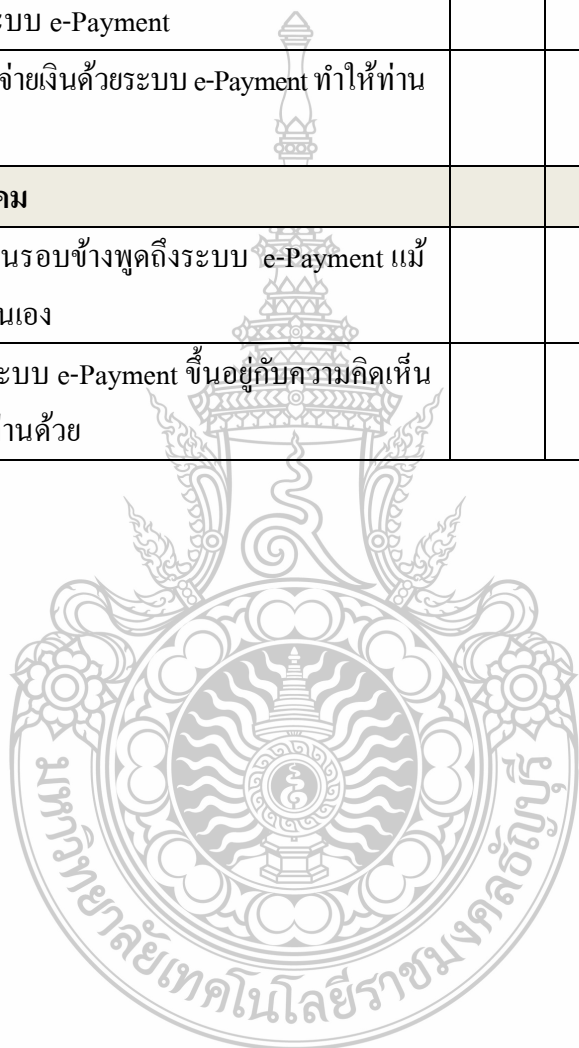 ระบบ e-Payment
จ่ายเงินด้วยระบบ e-Payment ทำให้ท่าน
คม
นรอบข้างพูดถึงระบบ e-Payment แม้
นเอง
ะบบ e-Payment ขึ้นอยู่กับความคิดเห็น
านด้วย
มหาวิทยาลัยเทคโนโลยีราชมงคลธัญบุรี